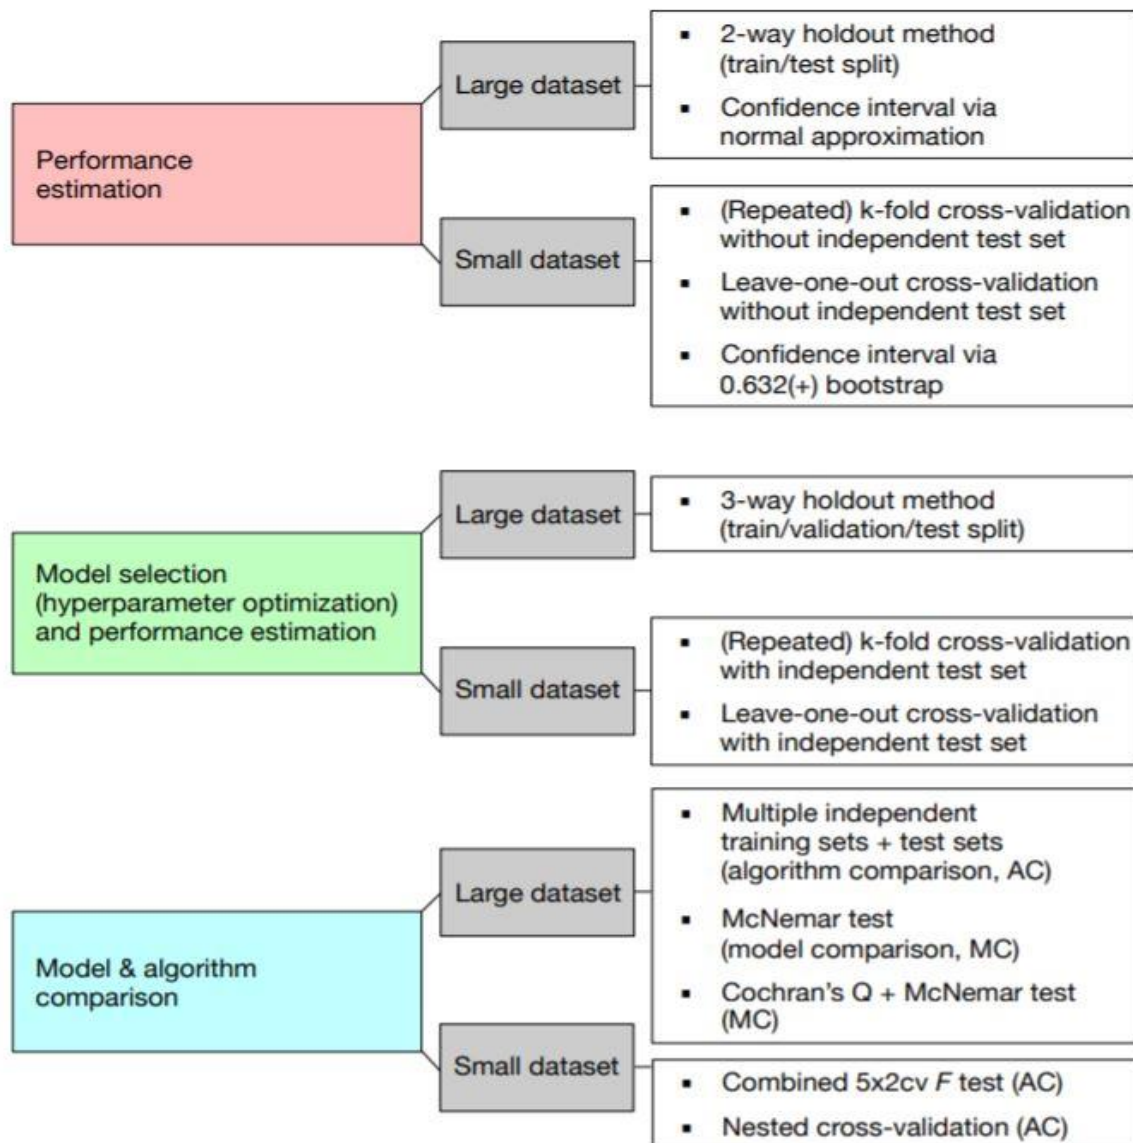 Performance
estimation
Large dataset
▪ 2-way holdout method
(train/test split)
▪ Confidence interval via
normal approximation
Small dataset
▪ (Repeated) k-fold cross-validation
without independent test set
▪ Leave-one-out cross-validation
without independent test set
▪ Confidence interval via
0.632(+) bootstrap
Model selection
(hyperparameter optimization)
and performance estimation
Large dataset
▪ 3-way holdout method
(train/validation/test split)
Small dataset
▪ (Repeated) k-fold cross-validation
with independent test set
▪ Leave-one-out cross-validation
with independent test set
Model & algorithm
comparison
Large dataset
▪ Multiple independent
training sets + test sets
(algorithm comparison, AC)
▪ McNemar test
(model comparison, MC)
▪ Cochran’s Q + McNemar test
(MC)
Small dataset
▪ Combined 5x2cv F test (AC)
▪ Nested cross-validation (AC)